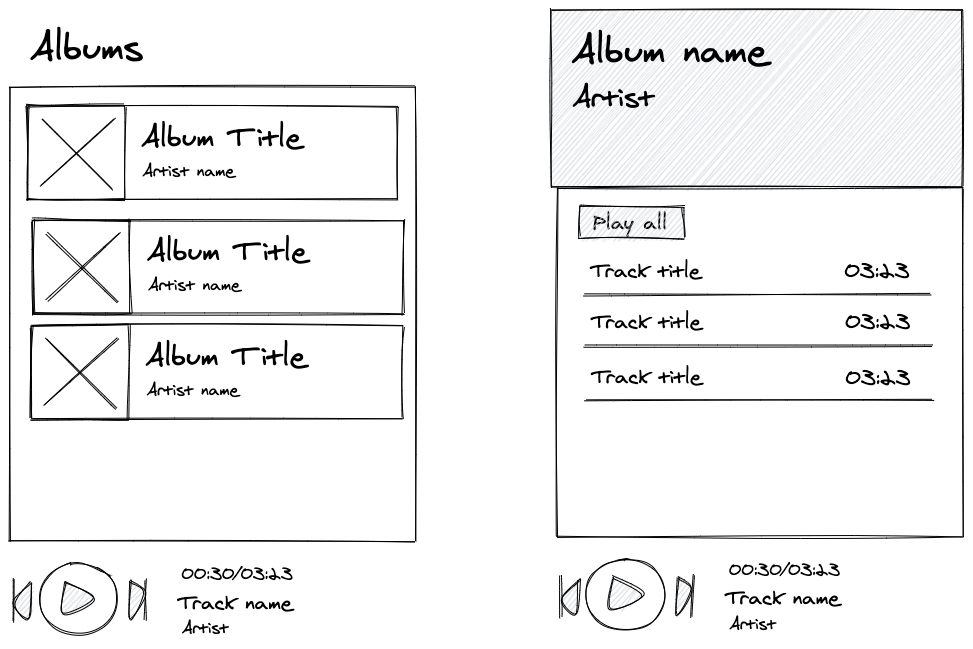 Albums
Album Title
Artist name
Album Title
Artist name
Album Title
Artist name
00:30/03:23
Track name
Artist
Album name
Artist
Play all
Track title 03:23
Track title 03:23
Track title 03:23
00:30/03:23
Track name
Artist